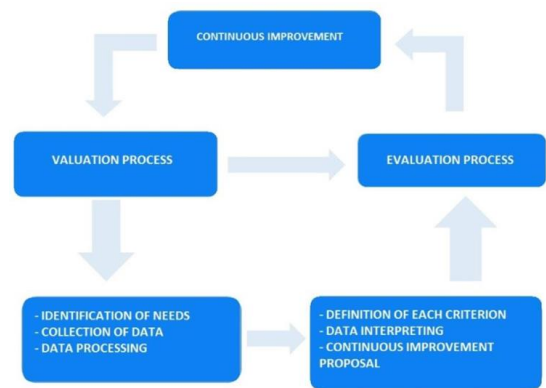 CONTINUOUS IMPROVEMENT
VALUATION PROCESS
EVALUATION PROCESS
- IDENTIFICATION OF NEEDS
- COLLECTION OF DATA
- DATA PROCESSING
- DEFINITION OF EACH CRITERION
- DATA INTERPRETING
- CONTINUOUS IMPROVEMENT
PROPOSAL